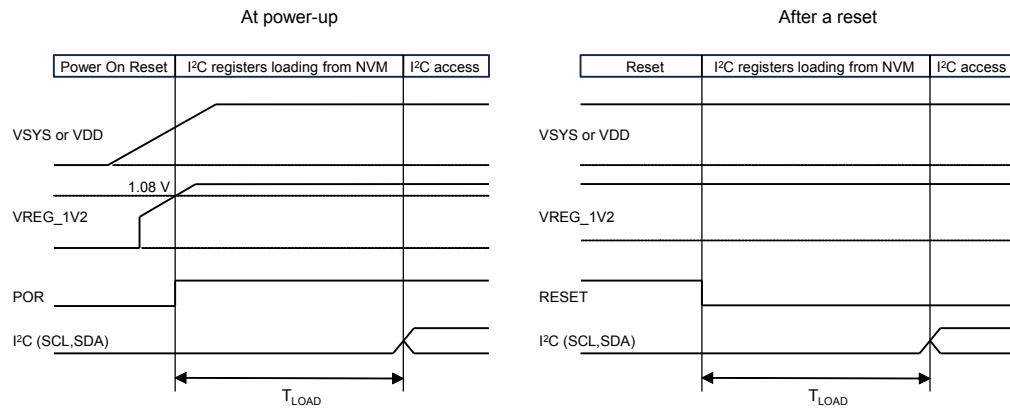 At power-up
Power On Reset I²C registers loading from NVM I²C access
VSYS or VDD
1.08 V
VREG_1V2
POR
I²C (SCL,SDA)
T_LOAD
After a reset
Reset I²C registers loading from NVM I²C access
VSYS or VDD
VREG_1V2
RESET
I²C (SCL,SDA)
T_LOAD